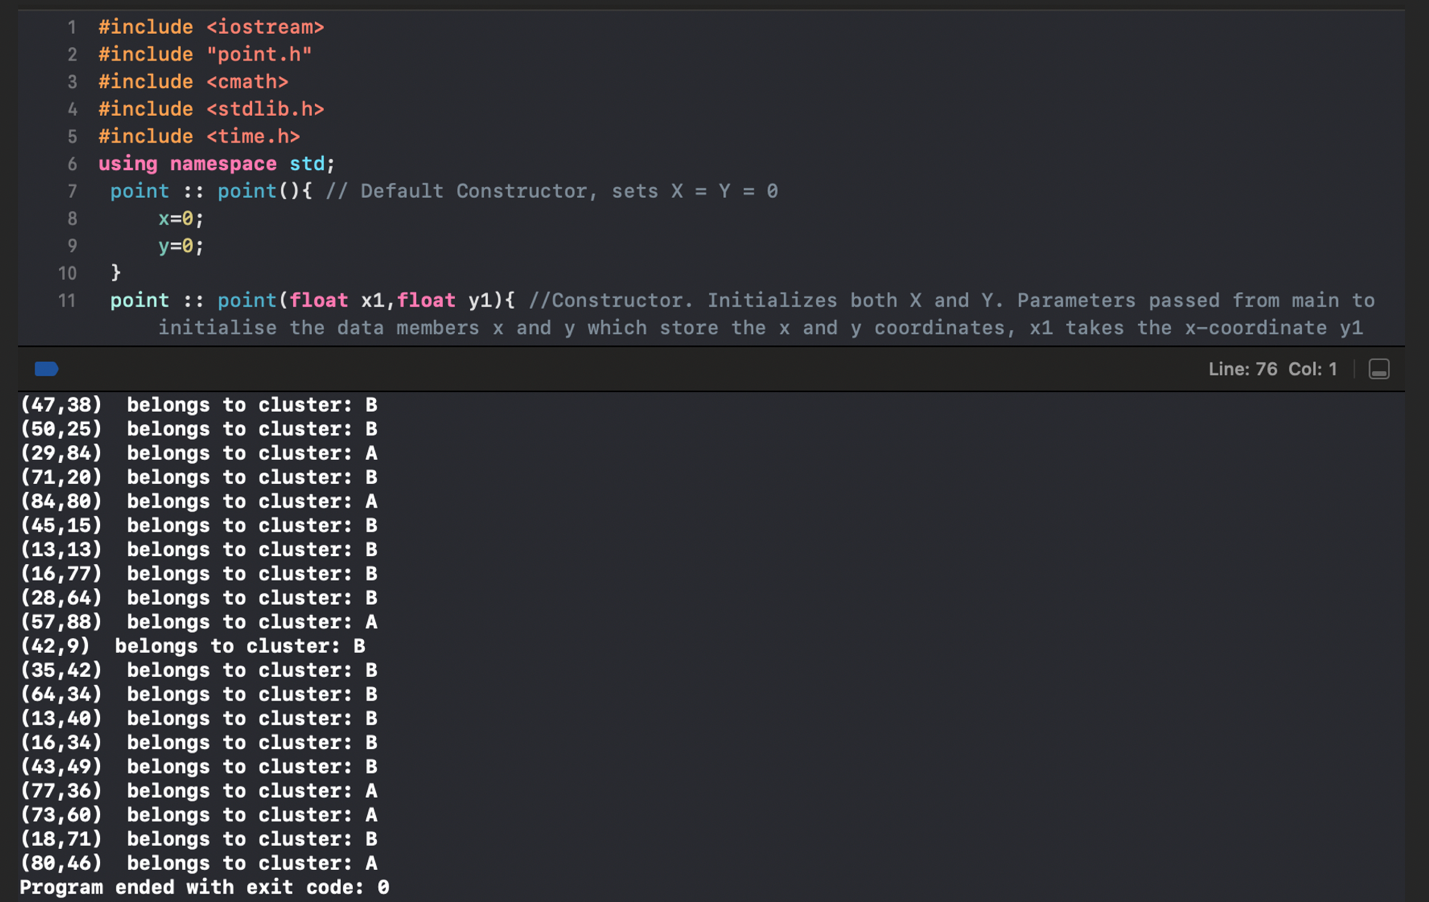 1 #include <iostream>
2 #include "point.h"
3 #include <cmath>
4 #include <stdlib.h>
5 #include <time.h>
6 using namespace std;
7 point :: point(){ // Default Constructor, sets X = Y = 0
8 x=0;
9 y=0;
10 }
11 point :: point(float x1,float y1){ //Constructor. Initializes both X and Y. Parameters passed from main to
initialise the data members x and y which store the x and y coordinates, x1 takes the x-coordinate y1
Line: 76 Col: 1
(47,38) belongs to cluster: B
(50,25) belongs to cluster: B
(29,84) belongs to cluster: A
(71,20) belongs to cluster: B
(84,80) belongs to cluster: A
(45,15) belongs to cluster: B
(13,13) belongs to cluster: B
(16,77) belongs to cluster: B
(28,64) belongs to cluster: B
(57,88) belongs to cluster: A
(42,9) belongs to cluster: B
(35,42) belongs to cluster: B
(64,34) belongs to cluster: B
(13,40) belongs to cluster: B
(16,34) belongs to cluster: B
(43,49) belongs to cluster: B
(77,36) belongs to cluster: A
(73,60) belongs to cluster: A
(18,71) belongs to cluster: B
(80,46) belongs to cluster: A
Program ended with exit code: 0